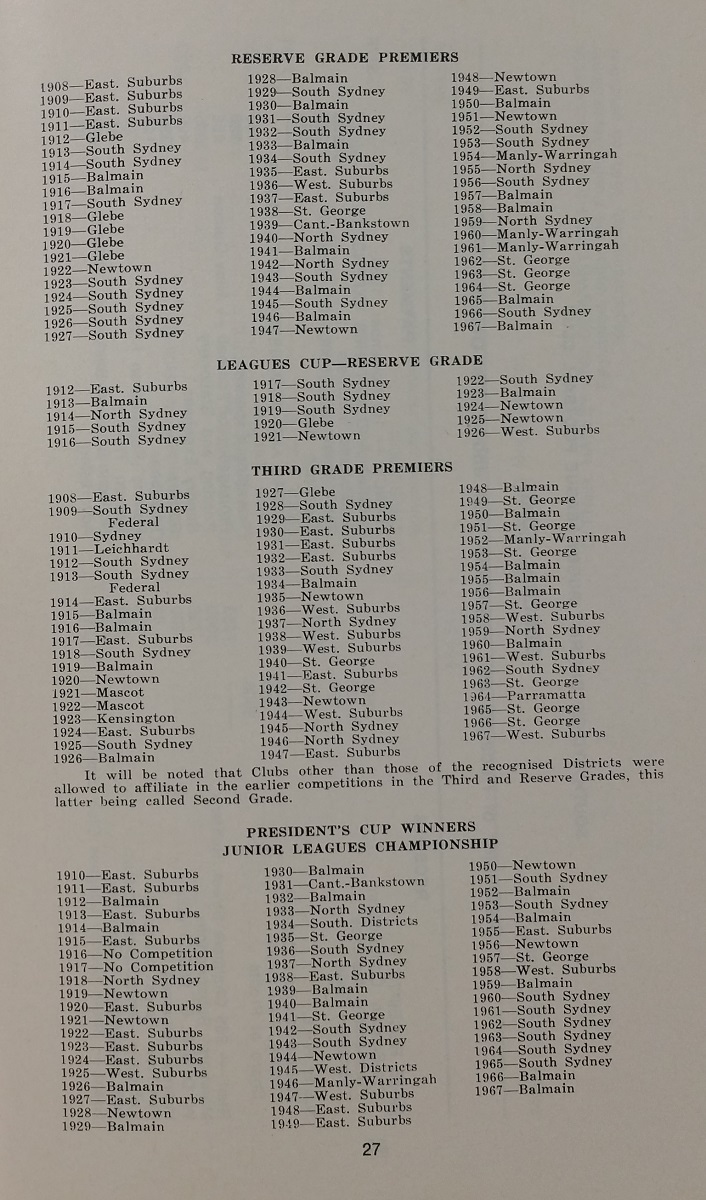 RESERVE GRADE PREMIERS
1908—East. Suburbs
1909—East. Suburbs
1910—East. Suburbs
1911—East. Suburbs
1912—Glebe
1913—South Sydney
1914—South Sydney
1915—Balmain
1916—Balmain
1917—South Sydney
1918—Glebe
1919—Glebe
1920—Glebe
1921—Glebe
1922—Newtown
1923—South Sydney
1924—South Sydney
1925—South Sydney
1926—South Sydney
1927—South Sydney
1928—Balmain
1929—South Sydney
1930—Balmain
1931—South Sydney
1932—South Sydney
1933—Balmain
1934—South Sydney
1935—East. Suburbs
1936—West. Suburbs
1937—East. Suburbs
1938—St. George
1939—Cant.-Bankstown
1940—North Sydney
1941—Balmain
1942—North Sydney
1943—South Sydney
1944—Balmain
1945—South Sydney
1946—Balmain
1947—Newtown
1948—Newtown
1949—East. Suburbs
1950—Balmain
1951—Newtown
1952—South Sydney
1953—South Sydney
1954—Manly-Warringah
1955—North Sydney
1956—South Sydney
1957—Balmain
1958—Balmain
1959—North Sydney
1960—Manly-Warringah
1961—Manly-Warringah
1962—St. George
1963—St. George
1964—St. George
1965—Balmain
1966—South Sydney
1967—Balmain
LEAGUES CUP—RESERVE GRADE
1912—East. Suburbs
1913—Balmain
1914—North Sydney
1915—South Sydney
1916—South Sydney
1917—South Sydney
1918—South Sydney
1919—South Sydney
1920—Glebe
1921—Newtown
1922—South Sydney
1923—Balmain
1924—Newtown
1925—Newtown
1926—West. Suburbs
THIRD GRADE PREMIERS
1908—East. Suburbs
1909—South Sydney
Federal
1910—Sydney
1911—Leichhardt
1912—South Sydney
1913—South Sydney
Federal
1914—East. Suburbs
1915—Balmain
1916—Balmain
1917—East. Suburbs
1918—South Sydney
1919—Balmain
1920—Newtown
1921—Mascot
1922—Mascot
1923—Kensington
1924—East. Suburbs
1925—South Sydney
1926—Balmain
1927—Glebe
1928—South Sydney
1929—East. Suburbs
1930—East. Suburbs
1931—East. Suburbs
1932—East. Suburbs
1933—South Sydney
1934—Balmain
1935—Newtown
1936—West. Suburbs
1937—North Sydney
1938—West. Suburbs
1939—West. Suburbs
1940—St. George
1941—East. Suburbs
1942—St. George
1943—Newtown
1944—West. Suburbs
1945—North Sydney
1946—North Sydney
1947—East. Suburbs
1948—Balmain
1949—St. George
1950—Balmain
1951—St. George
1952—Manly-Warringah
1953—St. George
1954—Balmain
1955—Balmain
1956—Balmain
1957—St. George
1958—West. Suburbs
1959—North Sydney
1960—Balmain
1961—West. Suburbs
1962—South Sydney
1963—St. George
1964—Parramatta
1965—St. George
1966—St. George
1967—West. Suburbs
It will be noted that Clubs other than those of the recognised Districts were
allowed to affiliate in the earlier competitions in the Third and Reserve Grades, this
latter being called Second Grade.
PRESIDENT'S CUP WINNERS
JUNIOR LEAGUES CHAMPIONSHIP
1910—East. Suburbs
1911—East. Suburbs
1912—Balmain
1913—East. Suburbs
1914—Balmain
1915—East. Suburbs
1916—No Competition
1917—No Competition
1918—North Sydney
1919—Newtown
1920—East. Suburbs
1921—Newtown
1922—East. Suburbs
1923—East. Suburbs
1924—East. Suburbs
1925—West. Suburbs
1926—Balmain
1927—East. Suburbs
1928—Newtown
1929—Balmain
1930—Balmain
1931—Cant.-Bankstown
1932—Balmain
1933—North Sydney
1934—South. Districts
1935—St. George
1936—South Sydney
1937—North Sydney
1938—East. Suburbs
1939—Balmain
1940—Balmain
1941—St. George
1942—South Sydney
1943—South Sydney
1944—Newtown
1945—West. Districts
1946—Manly-Warringah
1947—West. Suburbs
1948—East. Suburbs
1949—East. Suburbs
1950—Newtown
1951—South Sydney
1952—Balmain
1953—South Sydney
1954—Balmain
1955—East. Suburbs
1956—Newtown
1957—St. George
1958—West. Suburbs
1959—Balmain
1960—South Sydney
1961—South Sydney
1962—South Sydney
1963—South Sydney
1964—South Sydney
1965—South Sydney
1966—Balmain
1967—Balmain
27